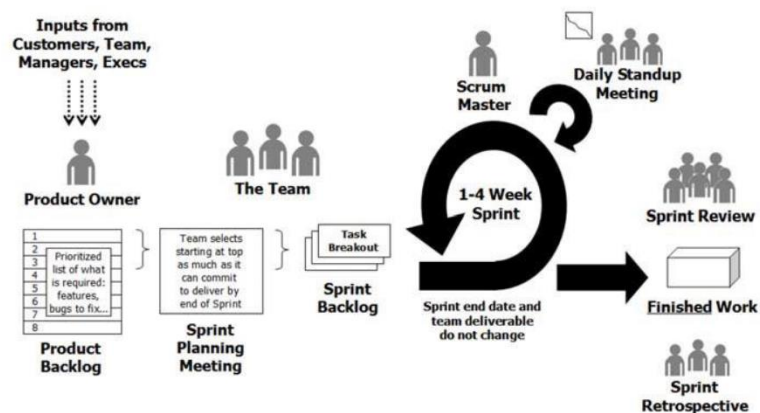 Inputs from
Customers, Team,
Managers, Execs
Product Owner
The Team
Scrum
Master
Daily Standup
Meeting
1
2
3
4
5
6
7
8
Prioritized
list of what
is required:
features,
bugs to fix...
Product
Backlog
Team selects
starting at top
as much as it
can commit
to deliver by
end of Sprint
Sprint
Planning
Meeting
Task
Breakout
Sprint
Backlog
1-4 Week
Sprint
Sprint end date and
team deliverable
do not change
Sprint Review
Finished Work
Sprint
Retrospective